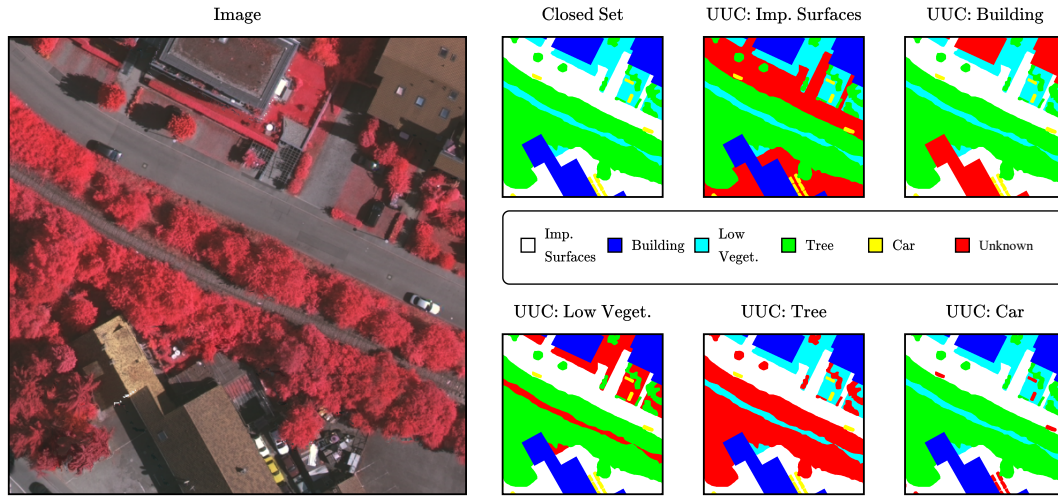 Image
Closed Set
UUC: Imp. Surfaces
UUC: Building
Imp.
Surfaces
Building
Low
Veget.
Tree
Car
Unknown
UUC: Low Veget.
UUC: Tree
UUC: Car